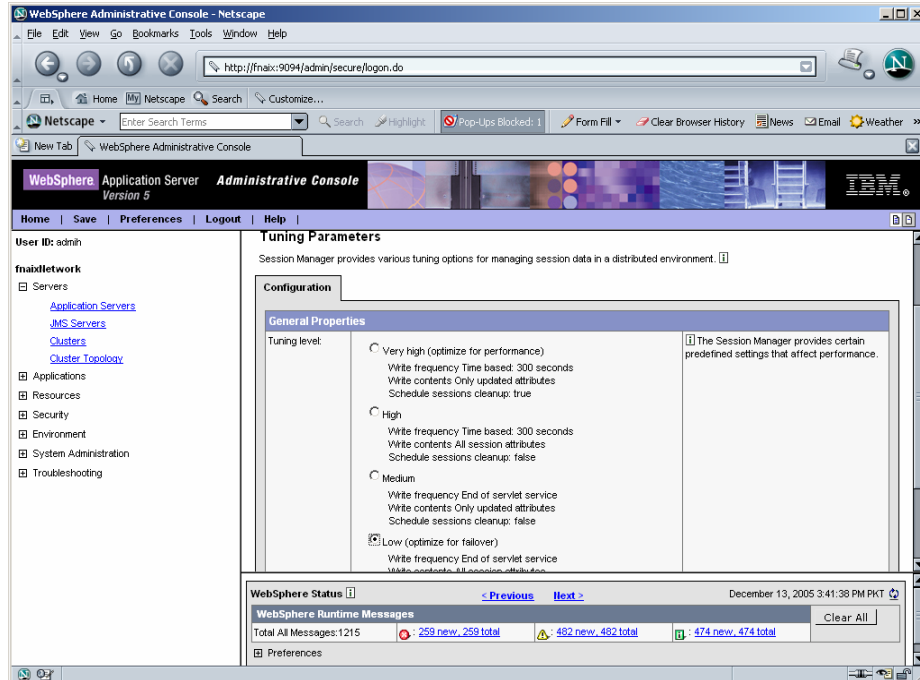 WebSphere Administrative Console - Netscape
File Edit View Go Bookmarks Tools Window Help
http://fnaix:9094/admin/secure/logon.do
Home My Netscape Search Customize...
Netscape Enter Search Terms Search Highlight Pop-Ups Blocked: 1 Form Fill Clear Browser History News Email Weather »
New Tab WebSphere Administrative Console
WebSphere Application Server Administrative Console
Version 5
IBM.
Home | Save | Preferences | Logout | Help |
User ID: admih
fnaixNetwork
Servers
Application Servers
JMS Servers
Clusters
Cluster Topology
Applications
Resources
Security
Environment
System Administration
Troubleshooting
Tuning Parameters
Session Manager provides various tuning options for managing session data in a distributed environment.
Configuration
General Properties
Tuning level:
Very high (optimize for performance)
Write frequency Time based: 300 seconds
Write contents Only updated attributes
Schedule sessions cleanup: true
High
Write frequency Time based: 300 seconds
Write contents All session attributes
Schedule sessions cleanup: false
Medium
Write frequency End of servlet service
Write contents Only updated attributes
Schedule sessions cleanup: false
Low (optimize for failover)
Write frequency End of servlet service
Write contents All session attributes
The Session Manager provides certain
predefined settings that affect performance.
WebSphere Status < Previous Next > December 13, 2005 3:41:38 PM PKT
WebSphere Runtime Messages
Clear All
Total All Messages:1215 : 259 new, 259 total : 482 new, 482 total : 474 new, 474 total
Preferences